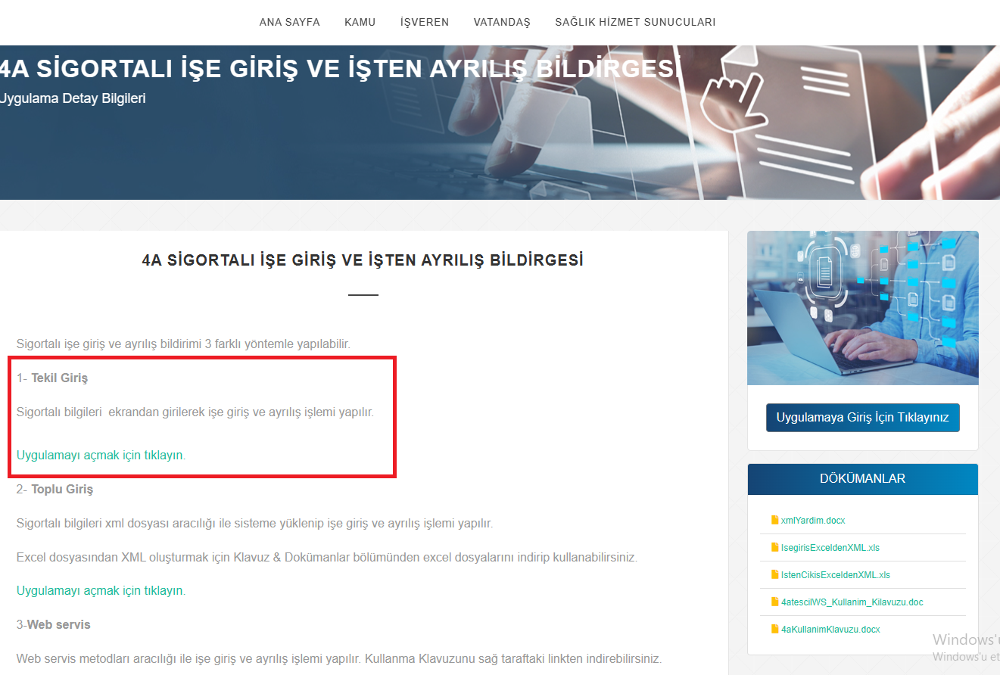 ANA SAYFA KAMU İŞVEREN VATANDAŞ SAĞLIK HİZMET SUNUCULARI
4A SİGORTALI İŞE GİRİŞ VE İŞTEN AYRILIŞ BİLDİRGESİ
Uygulama Detay Bilgileri
4A SİGORTALI İŞE GİRİŞ VE İŞTEN AYRILIŞ BİLDİRGESİ
Sigortalı işe giriş ve ayrılış bildirimi 3 farklı yöntemle yapılabilir.
1- Tekil Giriş
Sigortalı bilgileri ekrandan girilerek işe giriş ve ayrılış işlemi yapılır.
Uygulamayı açmak için tıklayın.
2- Toplu Giriş
Sigortalı bilgileri xml dosyası aracılığı ile sisteme yüklenip işe giriş ve ayrılış işlemi yapılır.
Excel dosyasından XML oluşturmak için Klavuz & Dokümanlar bölümünden excel dosyalarını indirip kullanabilirsiniz.
Uygulamayı açmak için tıklayın.
3-Web servis
Web servis metodları aracılığı ile işe giriş ve ayrılış işlemi yapılır. Kullanma Klavuzunu sağ taraftaki linkten indirebilirsiniz.
Uygulamaya Giriş İçin Tıklayınız
DÖKÜMANLAR
xmlYardim.docx
IsegirisExceldenXML.xls
IstenCikisExceldenXML.xls
4atescilWS_Kullanim_Kilavuzu.doc
4aKullanimKlavuzu.docx
Windows'u
Windows'u et